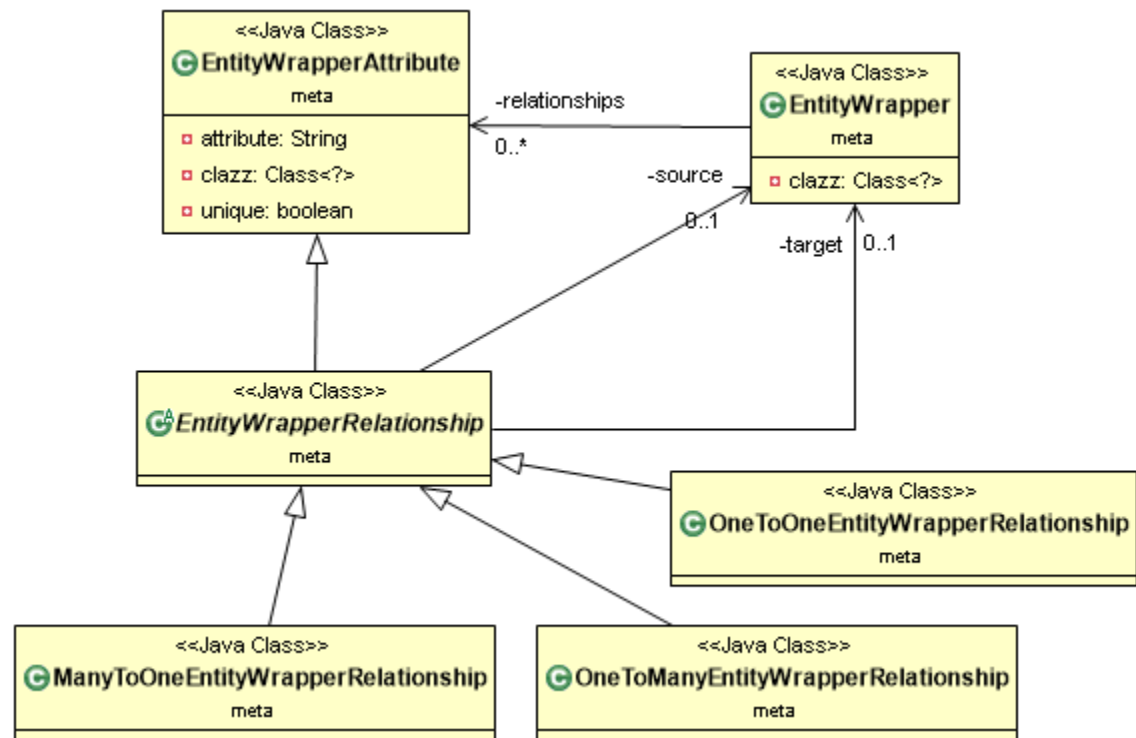 <<Java Class>>
EntityWrapperAttribute
meta
attribute: String
clazz: Class<?>
unique: boolean
-relationships
0..*
<<Java Class>>
EntityWrapper
meta
clazz: Class<?>
-source
0..1
-target
0..1
<<Java Class>>
EntityWrapperRelationship
meta
<<Java Class>>
OneToOneEntityWrapperRelationship
meta
<<Java Class>>
ManyToOneEntityWrapperRelationship
meta
<<Java Class>>
OneToManyEntityWrapperRelationship
meta